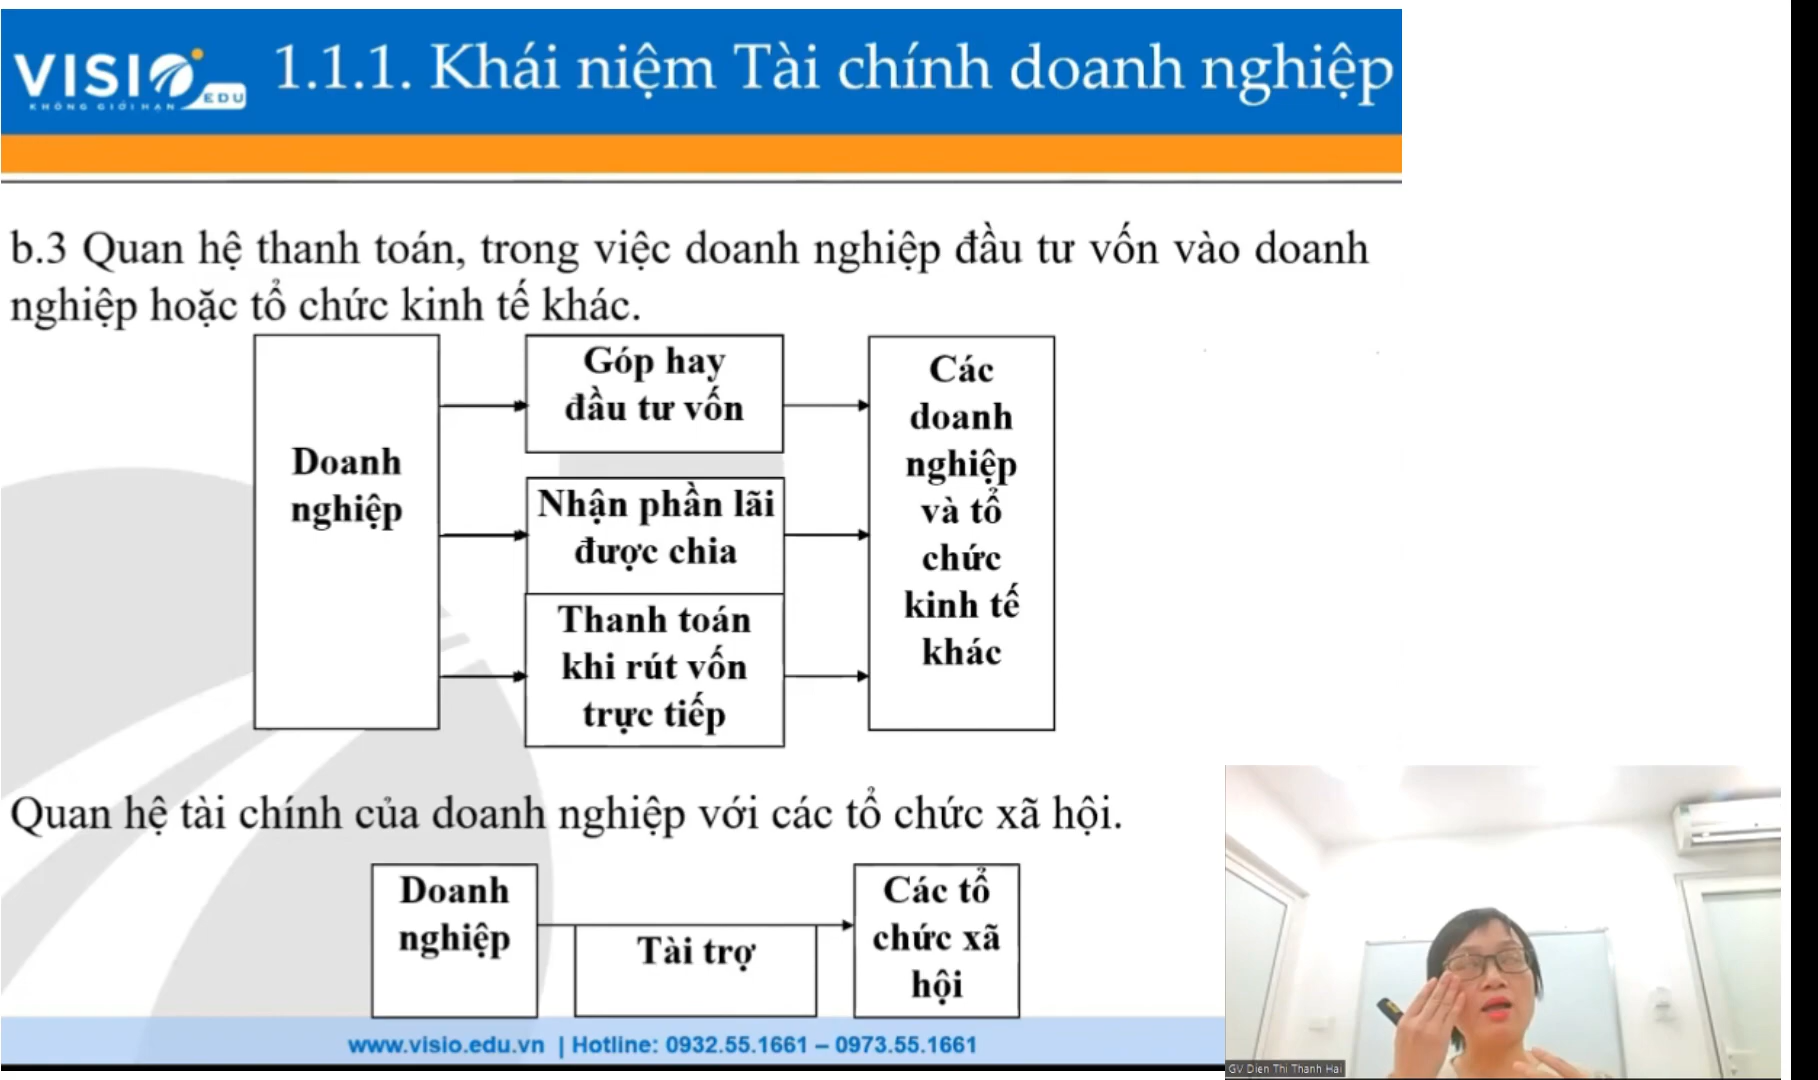 VISIO EDU
KHÔNG GIỚI HẠN
1.1.1. Khái niệm Tài chính doanh nghiệp
b.3 Quan hệ thanh toán, trong việc doanh nghiệp đầu tư vốn vào doanh
nghiệp hoặc tổ chức kinh tế khác.
Doanh
nghiệp
Góp hay
đầu tư vốn
Nhận phần lãi
được chia
Thanh toán
khi rút vốn
trực tiếp
Các
doanh
nghiệp
và tổ
chức
kinh tế
khác
Quan hệ tài chính của doanh nghiệp với các tổ chức xã hội.
Doanh
nghiệp
Tài trợ
Các tổ
chức xã
hội
www.visio.edu.vn | Hotline: 0932.55.1661 – 0973.55.1661
GV Dien Thi Thanh Hai